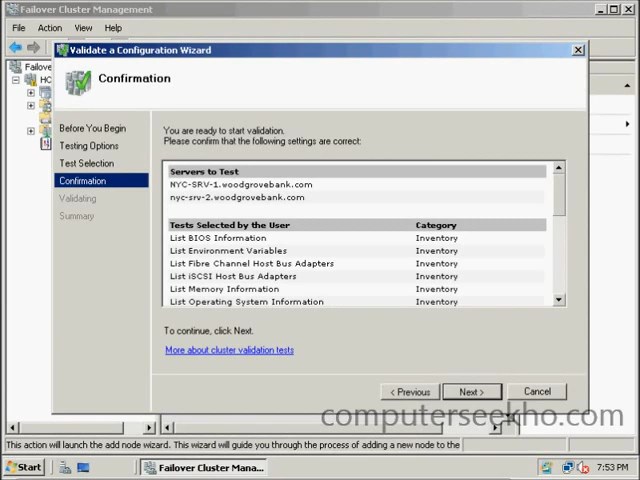 Failover Cluster Management
File Action View Help
Failove
HC
Validate a Configuration Wizard
Confirmation
Before You Begin
Testing Options
Test Selection
Confirmation
Validating
Summary
You are ready to start validation.
Please confirm that the following settings are correct:
Servers to Test
NYC-SRV-1.woodgrovebank.com
nyc-srv-2.woodgrovebank.com
Tests Selected by the User Category
List BIOS Information Inventory
List Environment Variables Inventory
List Fibre Channel Host Bus Adapters Inventory
List iSCSI Host Bus Adapters Inventory
List Memory Information Inventory
List Operating System Information Inventory
To continue, click Next.
More about cluster validation tests
< Previous Next > Cancel
computerseekho.com
This action will launch the add node wizard. This wizard will guide you through the process of adding a new node to the
Start Failover Cluster Mana... 7:53 PM